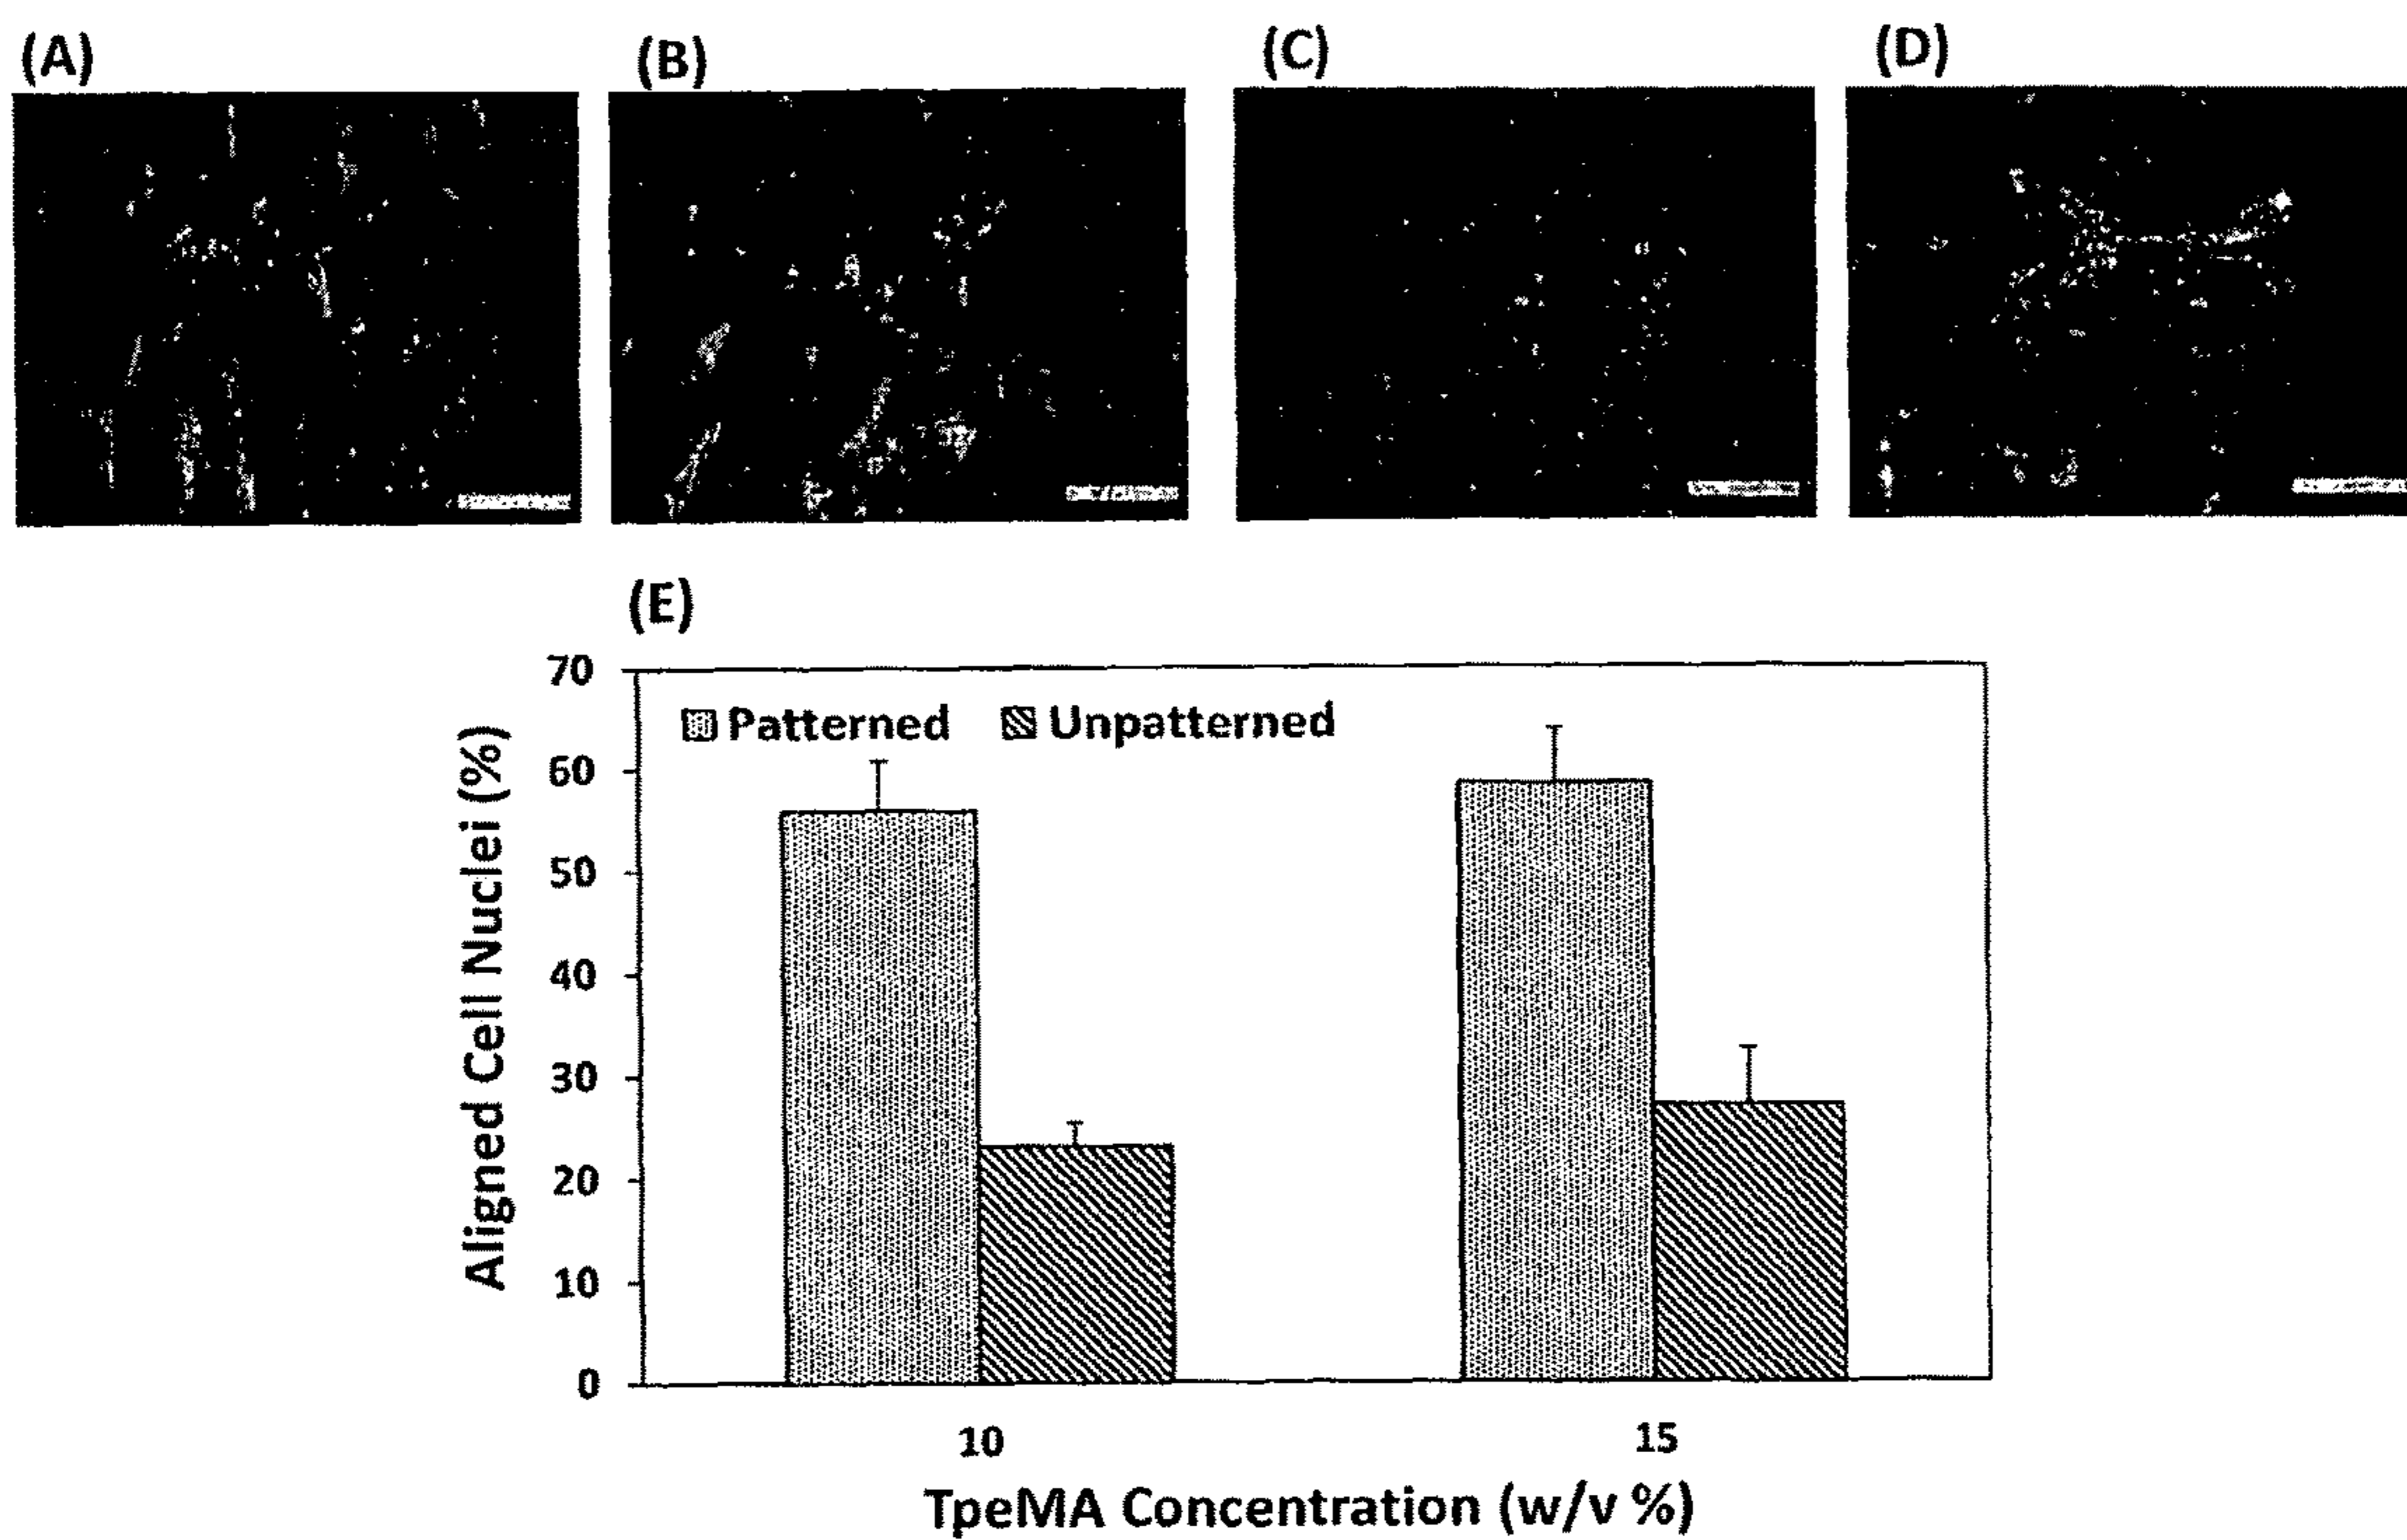 (A)
(B)
(C)
(D)
(E)
70
60
50
40
30
20
10
0
Aligned Cell Nuclei (%)
Patterned Unpatterned
10 15
TpeMA Concentration (w/v %)